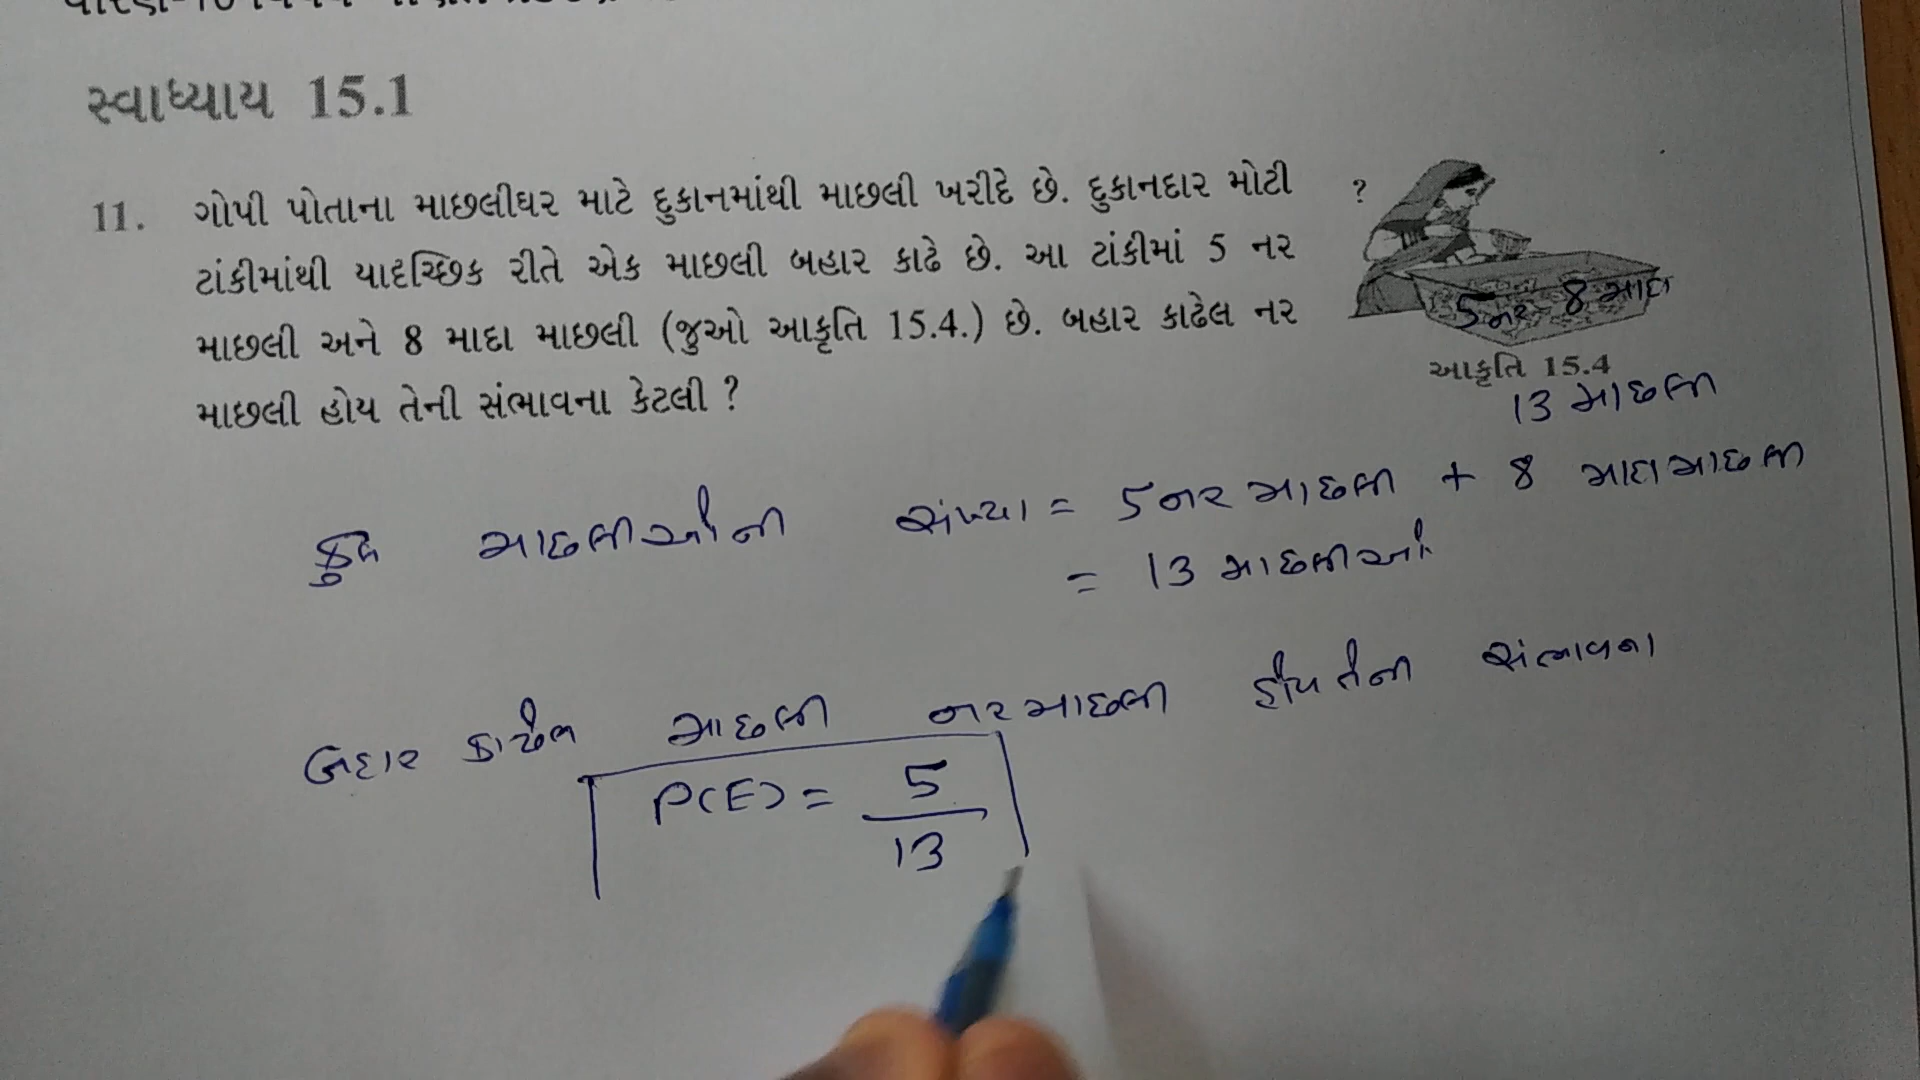 સ્વાધ્યાય 15.1
11. ગોપી પોતાના માછલીઘર માટે દુકાનમાંથી માછલી ખરીદે છે. દુકાનદાર મોટી
ટાંકીમાંથી યાદચ્છિક રીતે એક માછલી બહાર કાઢે છે. આ ટાંકીમાં 5 નર
માછલી અને 8 માદા માછલી (જુઓ આકૃતિ 15.4.) છે. બહાર કાઢેલ નર
માછલી હોય તેની સંભાવના કેટલી ?
?
5 નર 8 માદા
આકૃતિ 15.4
13 માછલી
કુલ માછલીઓની સંખ્યા = 5 નર માછલી + 8 માદા માછલી
= 13 માછલીઓ
બહાર કાઢેલ માછલી નર માછલી હોય તેની સંભાવના
P(E) = 5/13